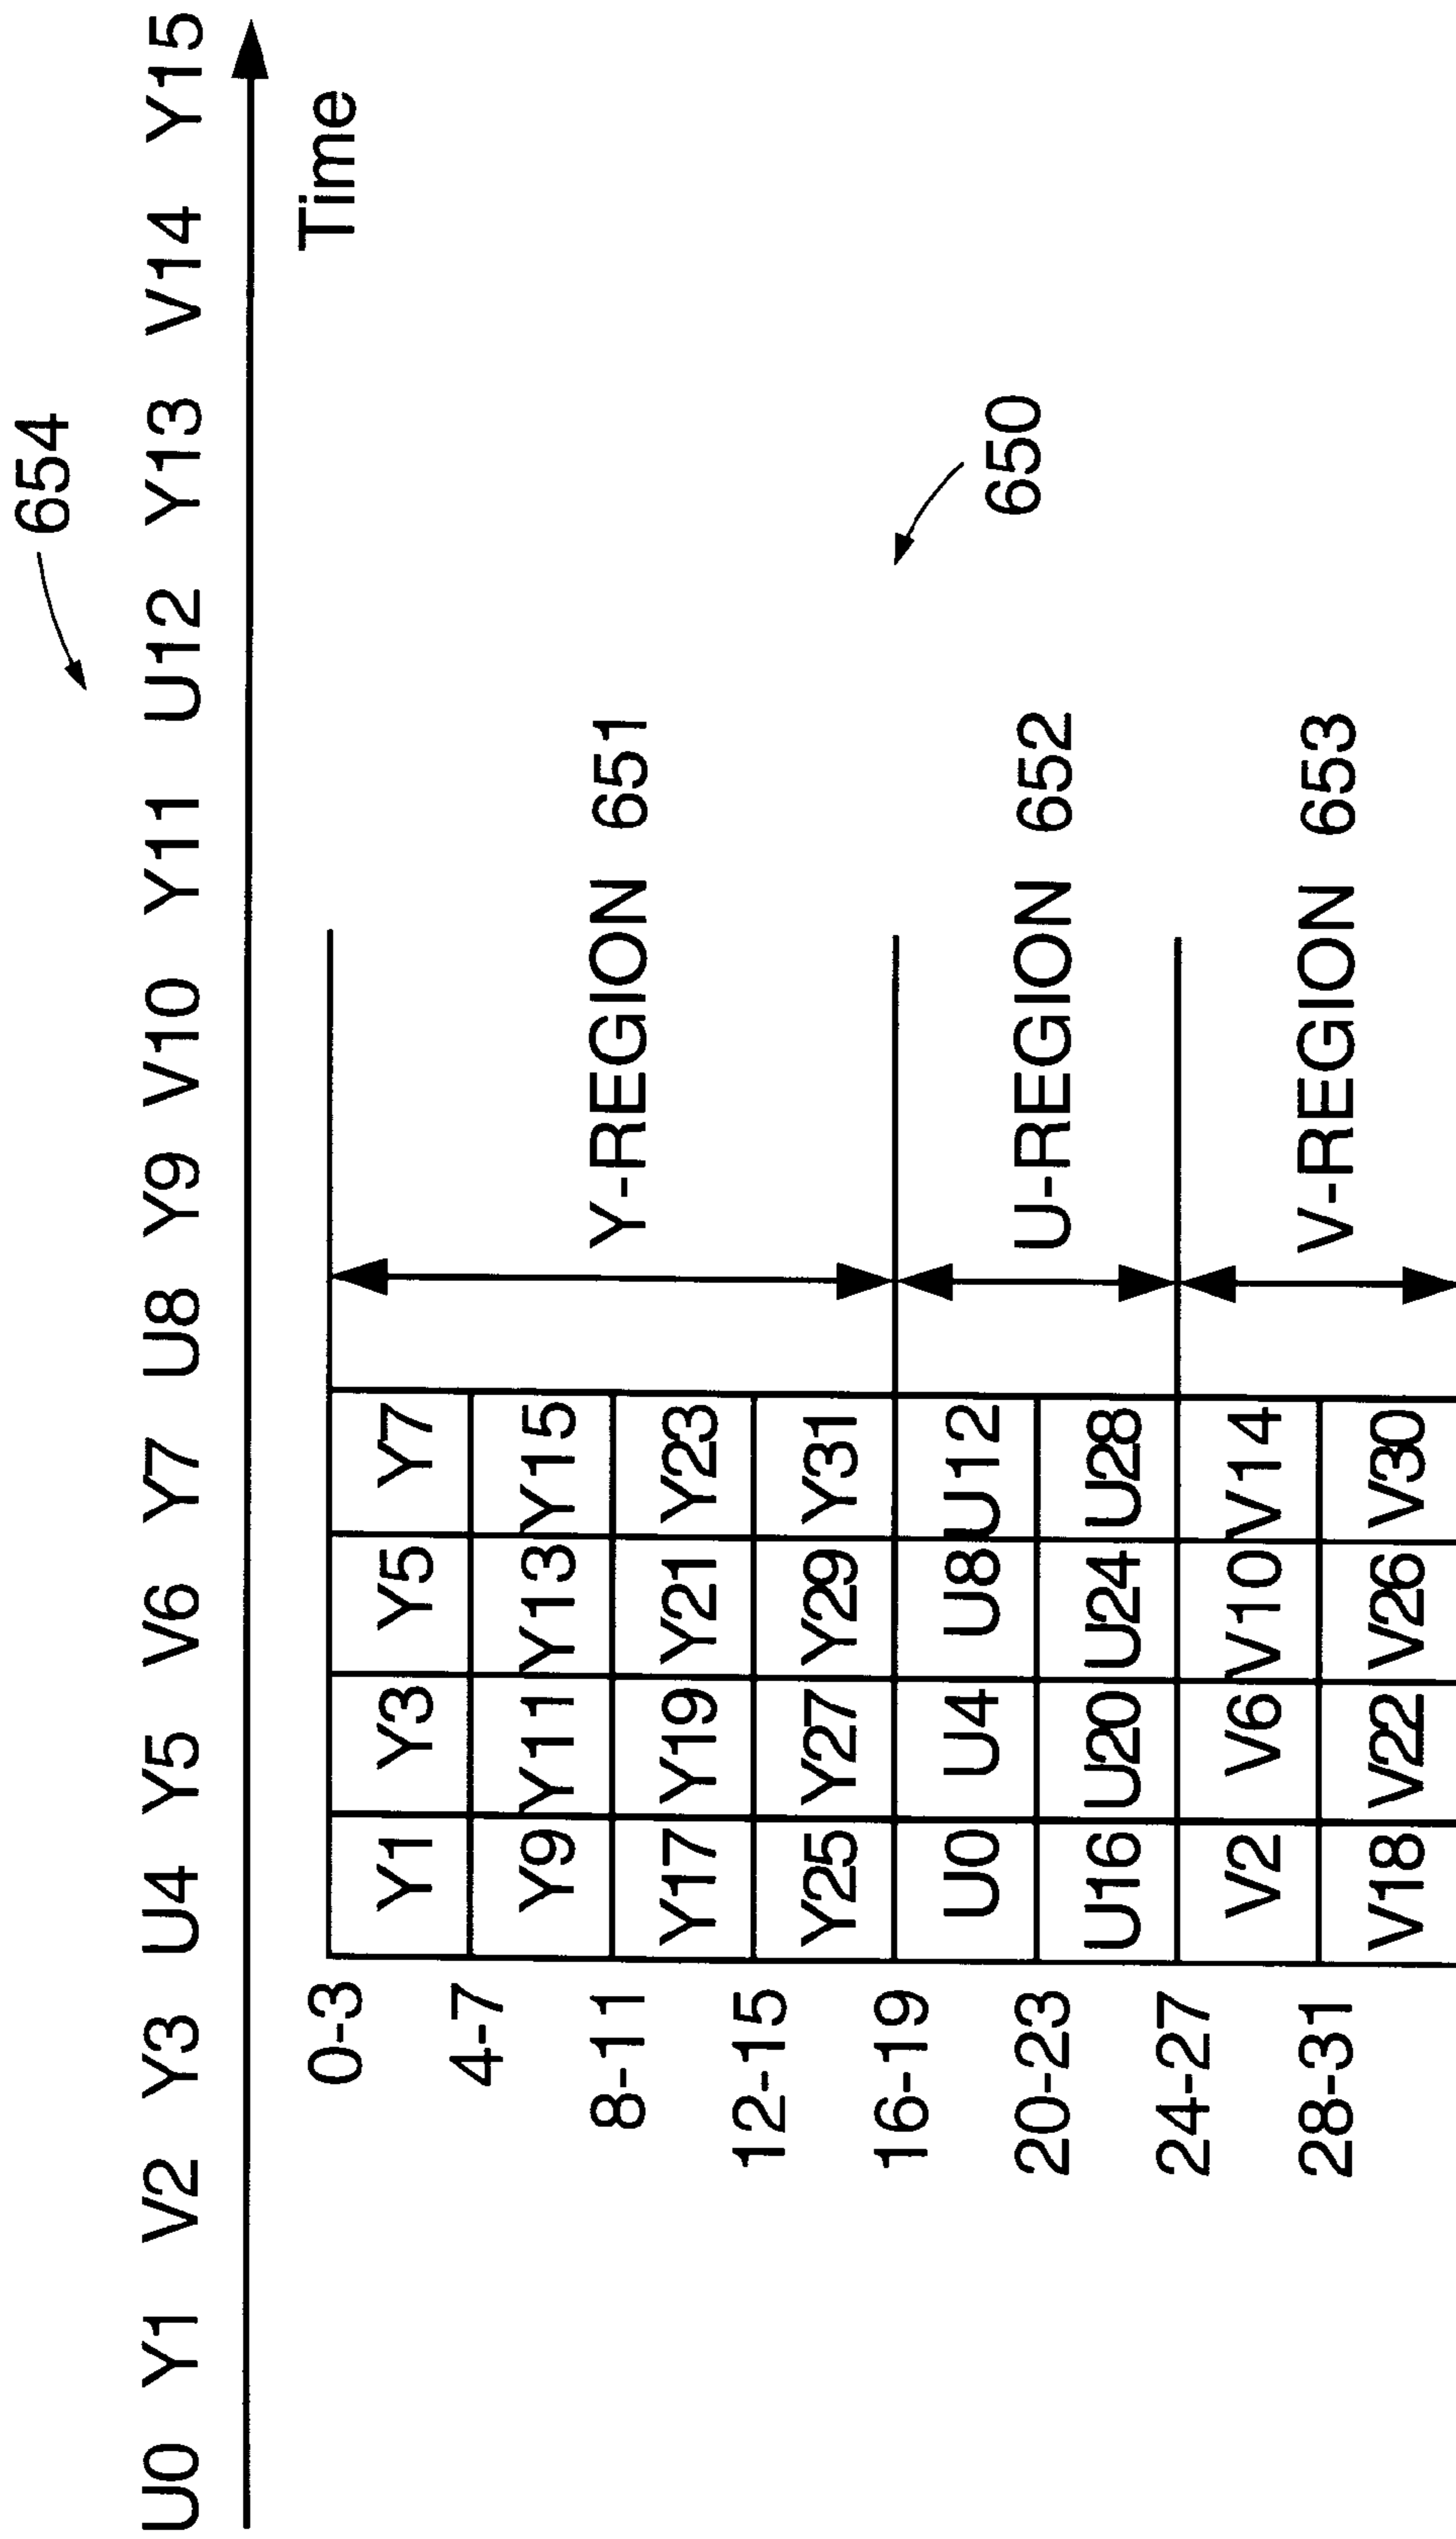 654
U0 Y1 V2 Y3 U4 Y5 V6 Y7 U8 Y9 V10 Y11 U12 Y13 V14 Y15
Time
0-3 Y1 Y3 Y5 Y7
4-7 Y9 Y11 Y13 Y15
8-11 Y17 Y19 Y21 Y23
Y-REGION 651
12-15 Y25 Y27 Y29 Y31
16-19 U0 U4 U8 U12
650
U-REGION 652
20-23 U16 U20 U24 U28
24-27 V2 V6 V10 V14
V-REGION 653
28-31 V18 V22 V26 V30